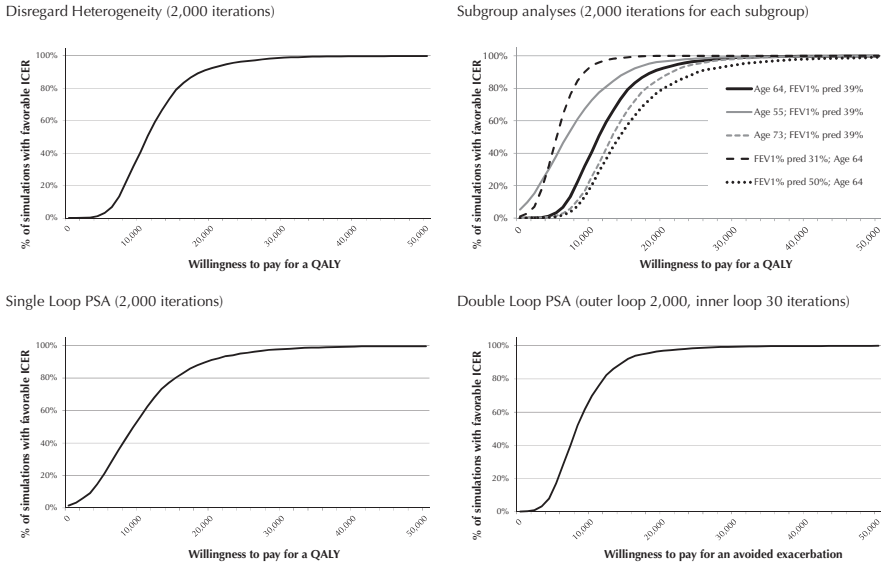 Disregard Heterogeneity (2,000 iterations)
% of simulations with favorable ICER
100%
80%
60%
40%
20%
0%
0
10,000
20,000
30,000
40,000
50,000
Willingness to pay for a QALY
Subgroup analyses (2,000 iterations for each subgroup)
% of simulations with favorable ICER
100%
80%
60%
40%
20%
0%
Age 64, FEV1% pred 39%
Age 55; FEV1% pred 39%
Age 73; FEV1% pred 39%
FEV1% pred 31%; Age 64
FEV1% pred 50%; Age 64
0
10,000
20,000
30,000
40,000
50,000
Willingness to pay for a QALY
Single Loop PSA (2,000 iterations)
% of simulations with favorable ICER
100%
80%
60%
40%
20%
0%
0
10,000
20,000
30,000
40,000
50,000
Willingness to pay for a QALY
Double Loop PSA (outer loop 2,000, inner loop 30 iterations)
% of simulations with favorable ICER
100%
80%
60%
40%
20%
0%
0
10,000
20,000
30,000
40,000
50,000
Willingness to pay for an avoided exacerbation